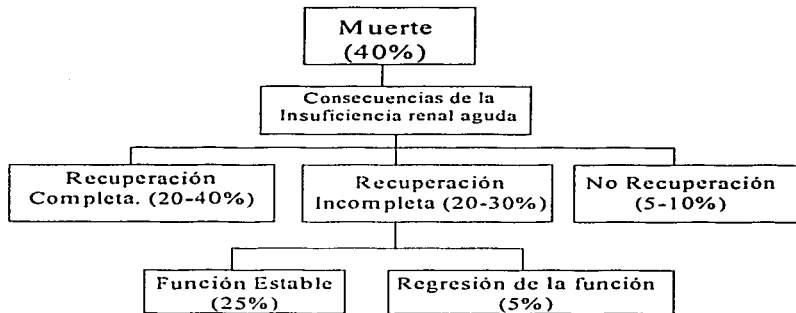 Muerte
(40%)
Consecuencias de la
Insuficiencia renal aguda
Recuperación
Completa. (20-40%)
Recuperación
Incompleta (20-30%)
No Recuperación
(5-10%)
Función Estable
(25%)
Regresión de la función
(5%)